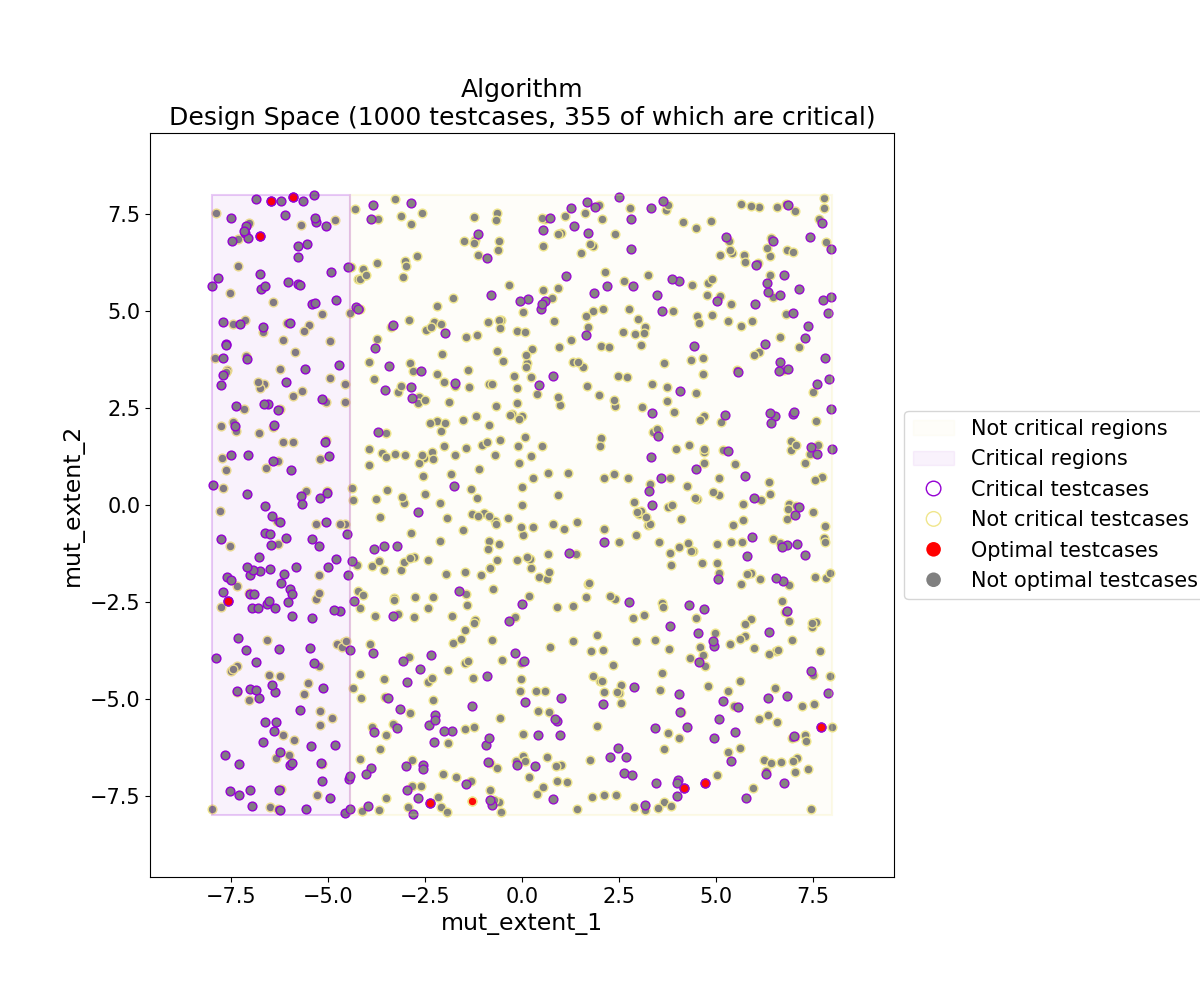 Algorithm
Design Space (1000 testcases, 355 of which are critical)
7.5
5.0
2.5
0.0
−2.5
−5.0
−7.5
mut_extent_2
−7.5
−5.0
−2.5
0.0
2.5
5.0
7.5
mut_extent_1
Not critical regions
Critical regions
Critical testcases
Not critical testcases
Optimal testcases
Not optimal testcases